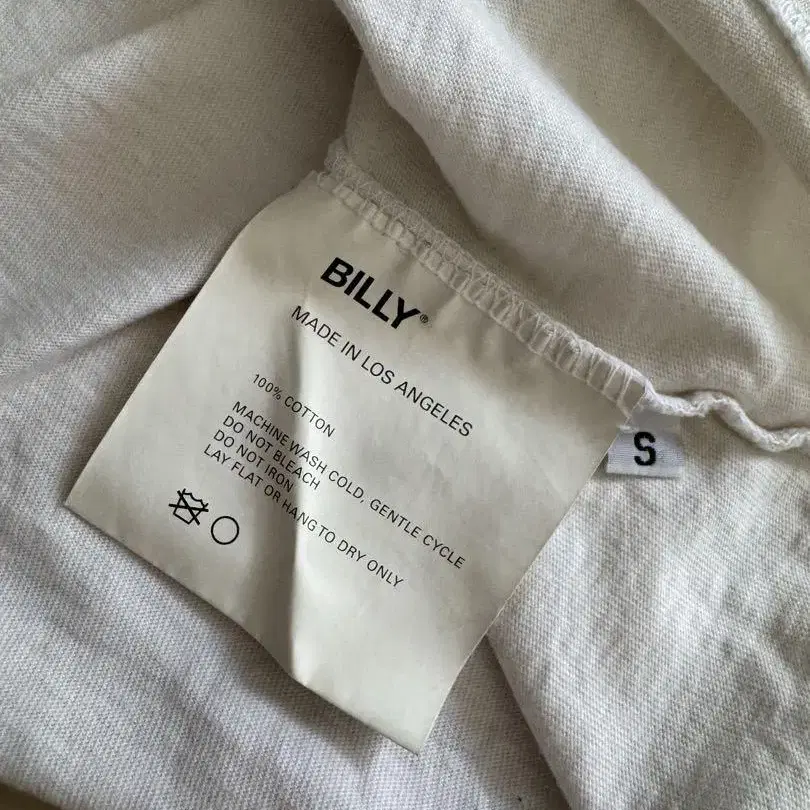 BILLY®
MADE IN LOS ANGELES
100% COTTON
MACHINE WASH COLD, GENTLE CYCLE
DO NOT BLEACH
DO NOT IRON
LAY FLAT OR HANG TO DRY ONLY
S